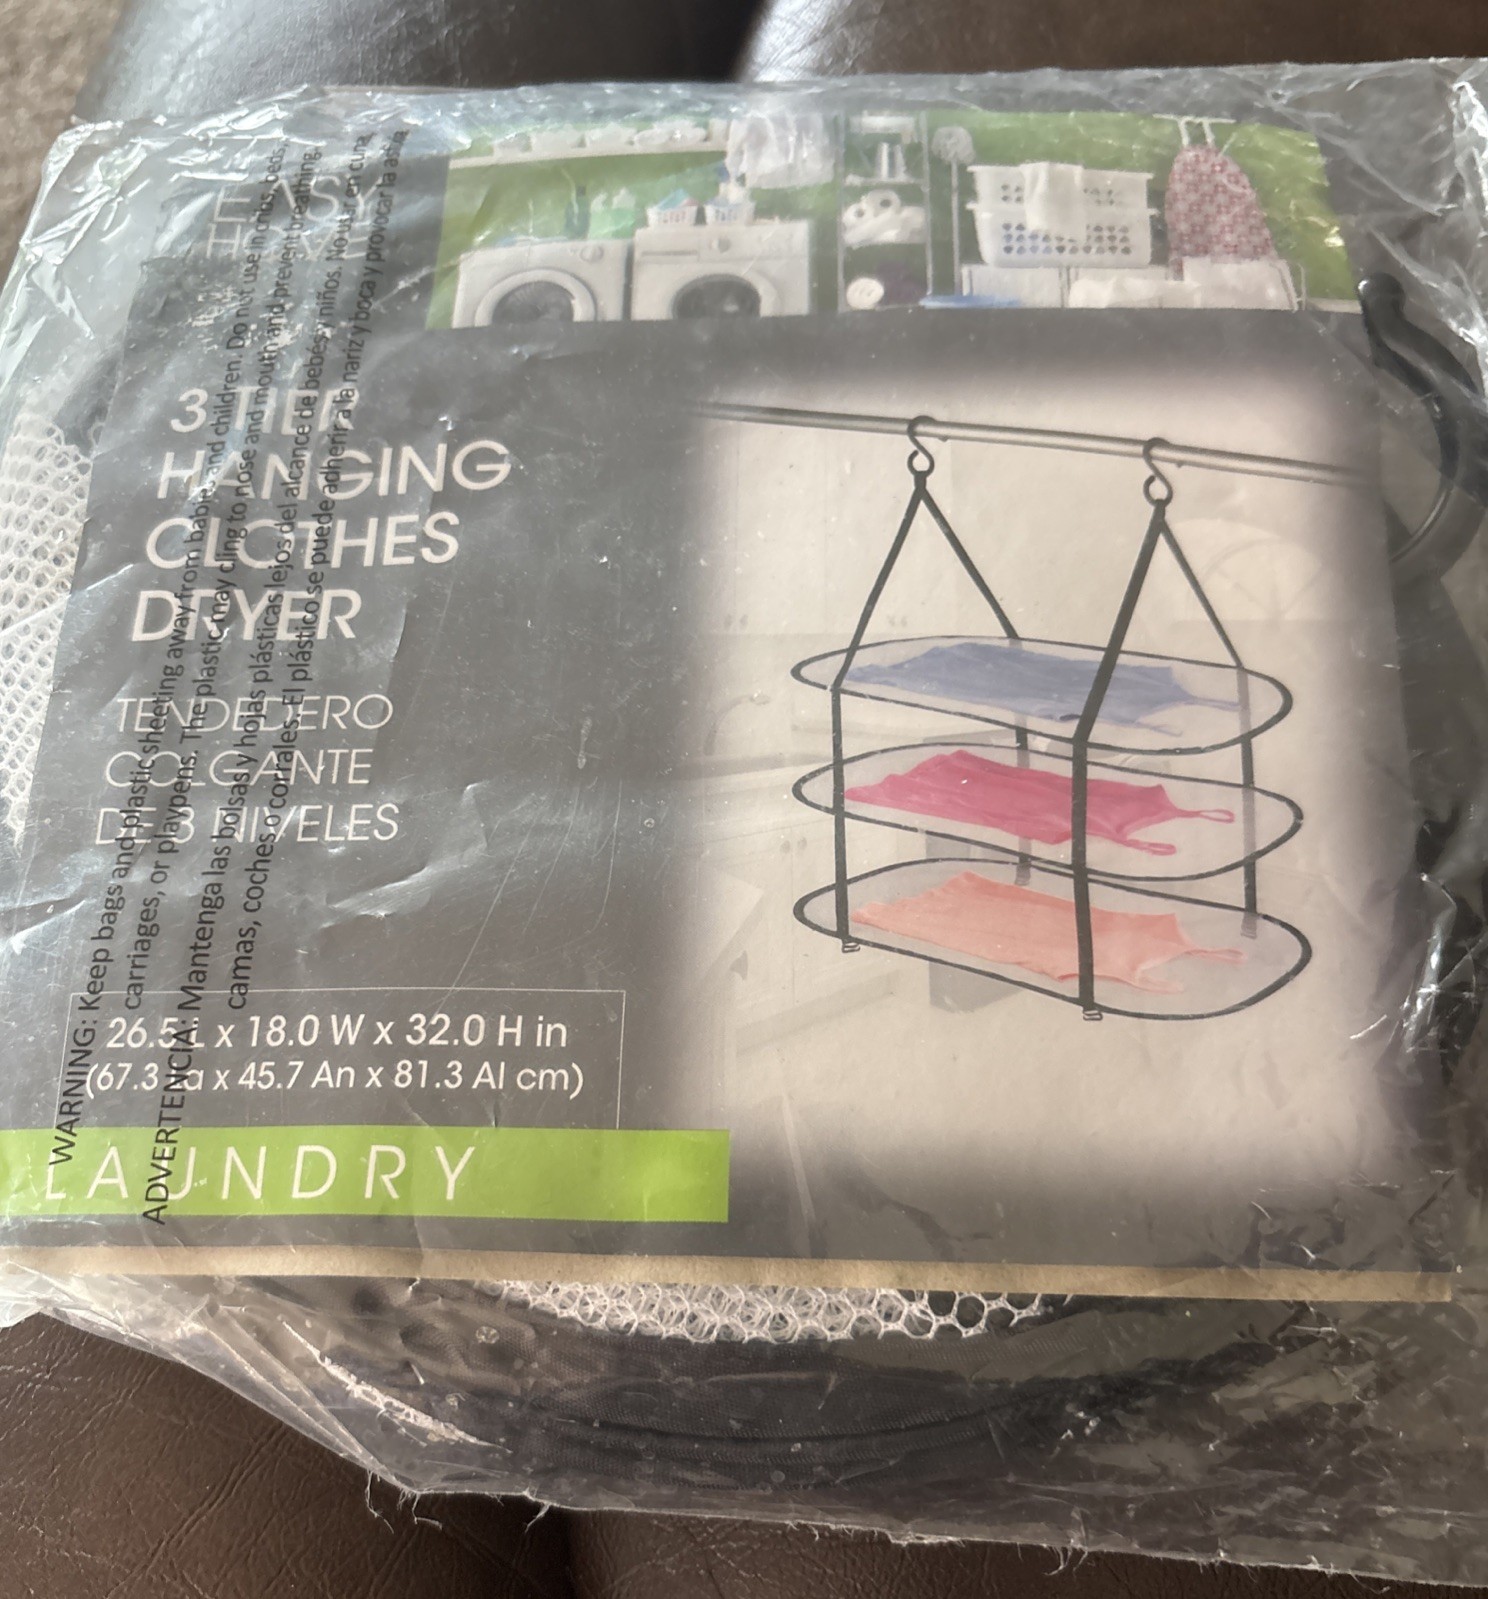 3 TIER
HANGING
CLOTHES
DRYER
TENDEDERO
COLGANTE
DE 3 NIVELES
26.5 L x 18.0 W x 32.0 H in
(67.3 La x 45.7 An x 81.3 Al cm)
LAUNDRY
WARNING: Keep bags and plastic sheeting away from babies and children. Do not use in cribs, beds,
carriages, or playpens. The plastic may cling to nose and mouth and prevent breathing.
ADVERTENCIA: Mantenga las bolsas y hojas plásticas lejos del alcance de bebés y niños. No usar en cuna,
camas, coches o corrales. El plástico se puede adherir a la nariz y boca y provocar la asfixia